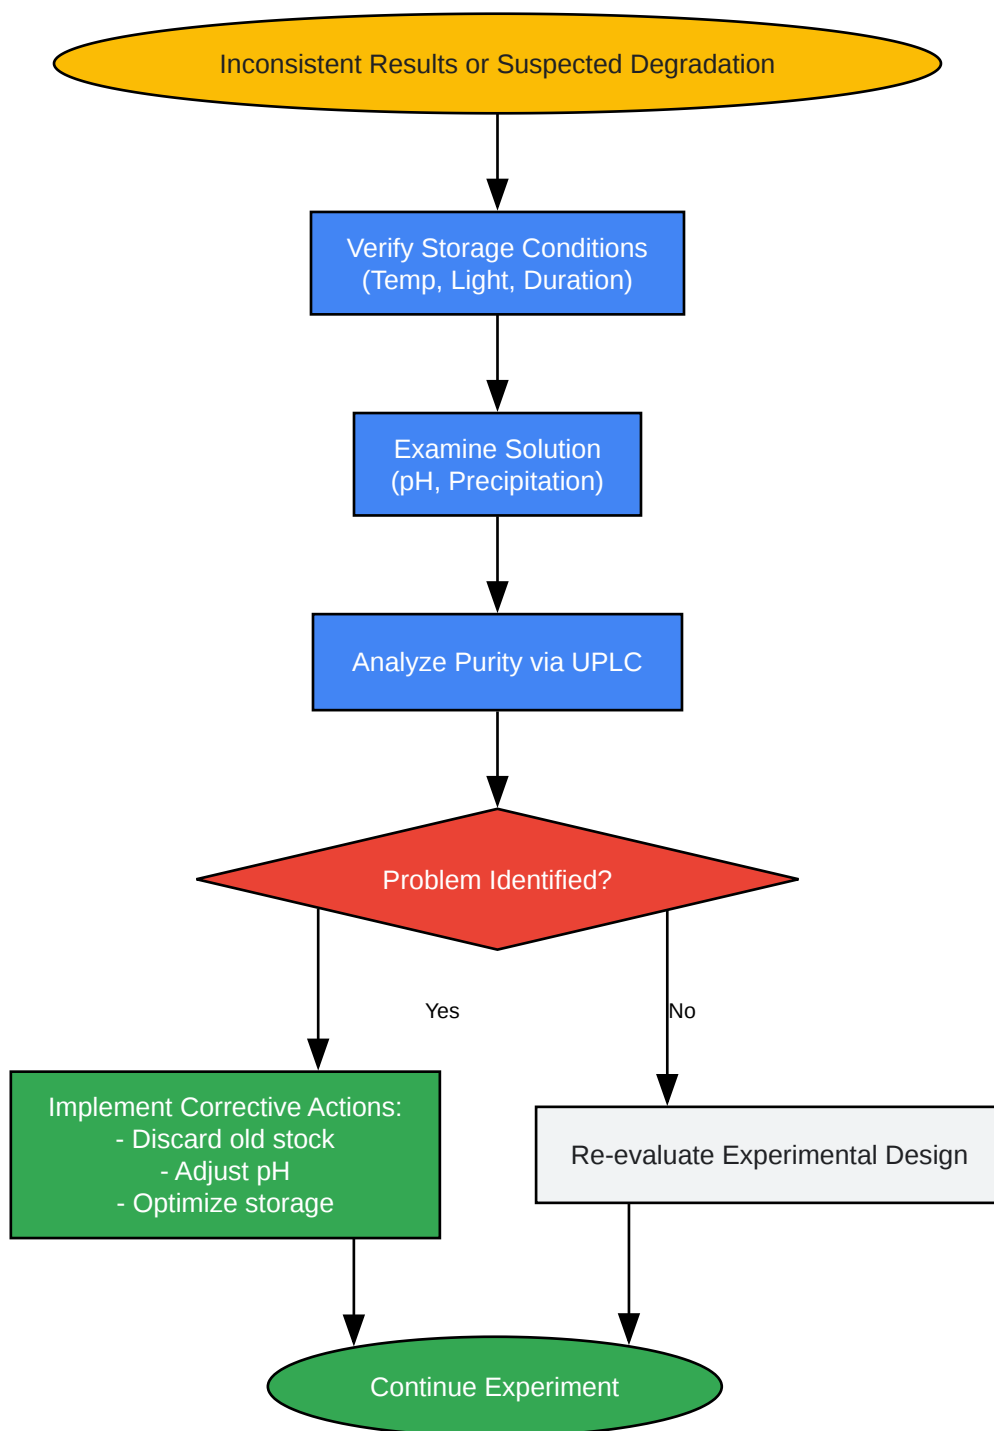 Inconsistent Results or Suspected Degradation
Verify Storage Conditions
(Temp, Light, Duration)
Examine Solution
(pH, Precipitation)
Analyze Purity via UPLC
Problem Identified?
Yes
No
Implement Corrective Actions:
- Discard old stock
- Adjust pH
- Optimize storage
Re-evaluate Experimental Design
Continue Experiment